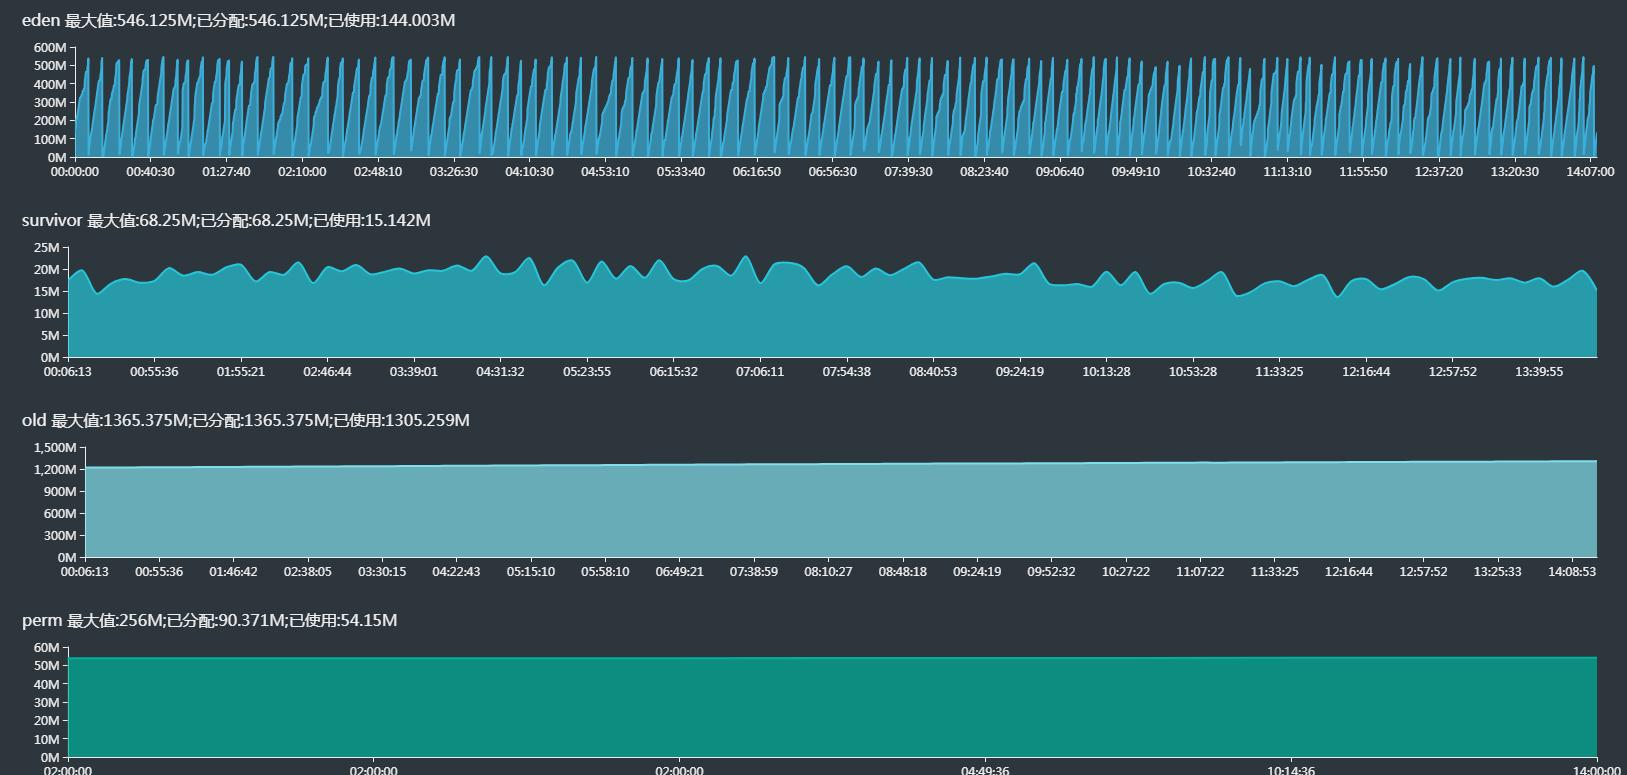 eden 最大值:546.125M;已分配:546.125M;已使用:144.003M
600M
500M
400M
300M
200M
100M
0M
00:00:00 00:40:30 01:27:40 02:10:00 02:48:10 03:26:30 04:10:30 04:53:10 05:33:40 06:16:50 06:56:30 07:39:30 08:23:40 09:06:40 09:49:10 10:32:40 11:13:10 11:55:50 12:37:20 13:20:30 14:07:00
survivor 最大值:68.25M;已分配:68.25M;已使用:15.142M
25M
20M
15M
10M
5M
0M
00:06:13 00:55:36 01:55:21 02:46:44 03:39:01 04:31:32 05:23:55 06:15:32 07:06:11 07:54:38 08:40:53 09:24:19 10:13:28 10:53:28 11:33:25 12:16:44 12:57:52 13:39:55
old 最大值:1365.375M;已分配:1365.375M;已使用:1305.259M
1,500M
1,200M
900M
600M
300M
0M
00:06:13 00:55:36 01:46:42 02:38:05 03:30:15 04:22:43 05:15:10 05:58:10 06:49:21 07:38:59 08:10:27 08:48:18 09:24:19 09:52:32 10:27:22 11:07:22 11:33:25 12:16:44 12:57:52 13:25:33 14:08:53
perm 最大值:256M;已分配:90.371M;已使用:54.15M
60M
50M
40M
30M
20M
10M
0M
02:00:00 02:00:00 02:00:00 04:49:36 10:14:36 14:00:00